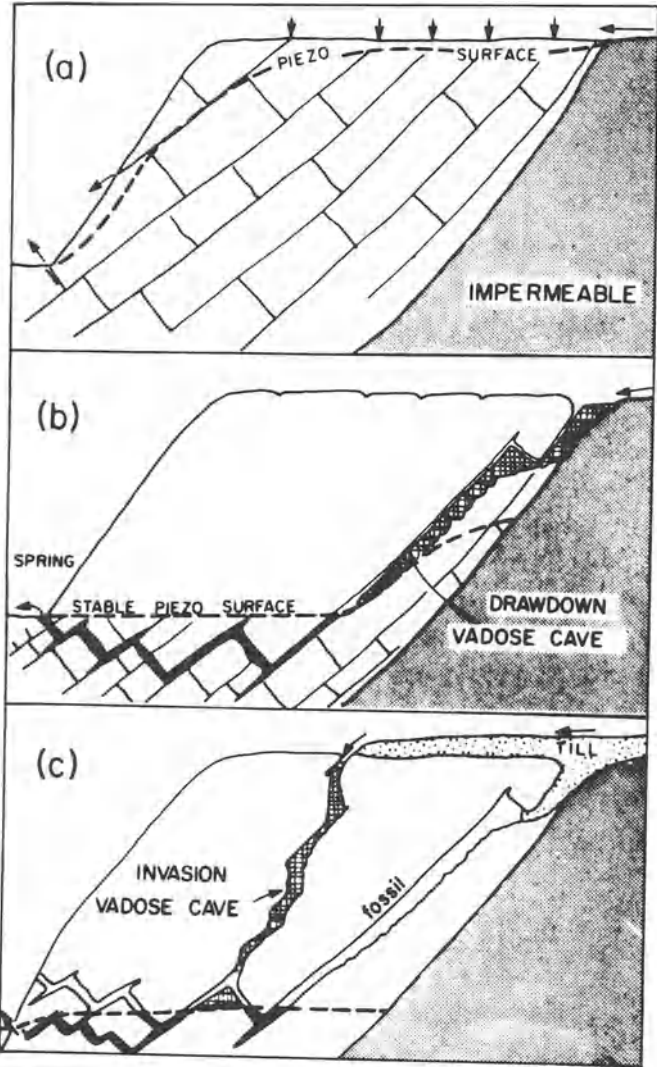 (a)
PIEZO SURFACE
IMPERMEABLE
(b)
SPRING
STABLE PIEZO SURFACE
DRAWDOWN
VADOSE CAVE
(c)
TILL
INVASION
VADOSE CAVE
fossil